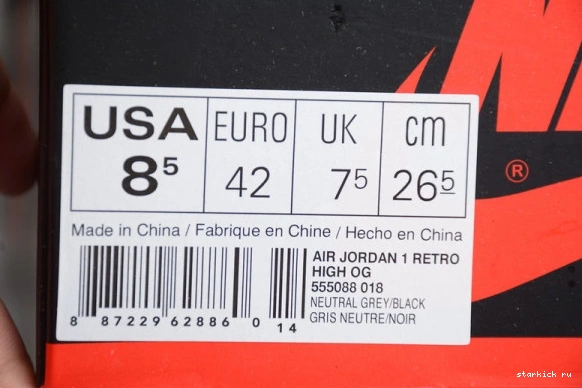 USA EURO UK cm
8⁵ 42 7⁵ 26⁵
Made in China / Fabrique en Chine / Hecho en China
AIR JORDAN 1 RETRO
HIGH OG
555088 018
NEUTRAL GREY/BLACK
GRIS NEUTRE/NOIR
8 87229 62886 0 14
®
starkick ru